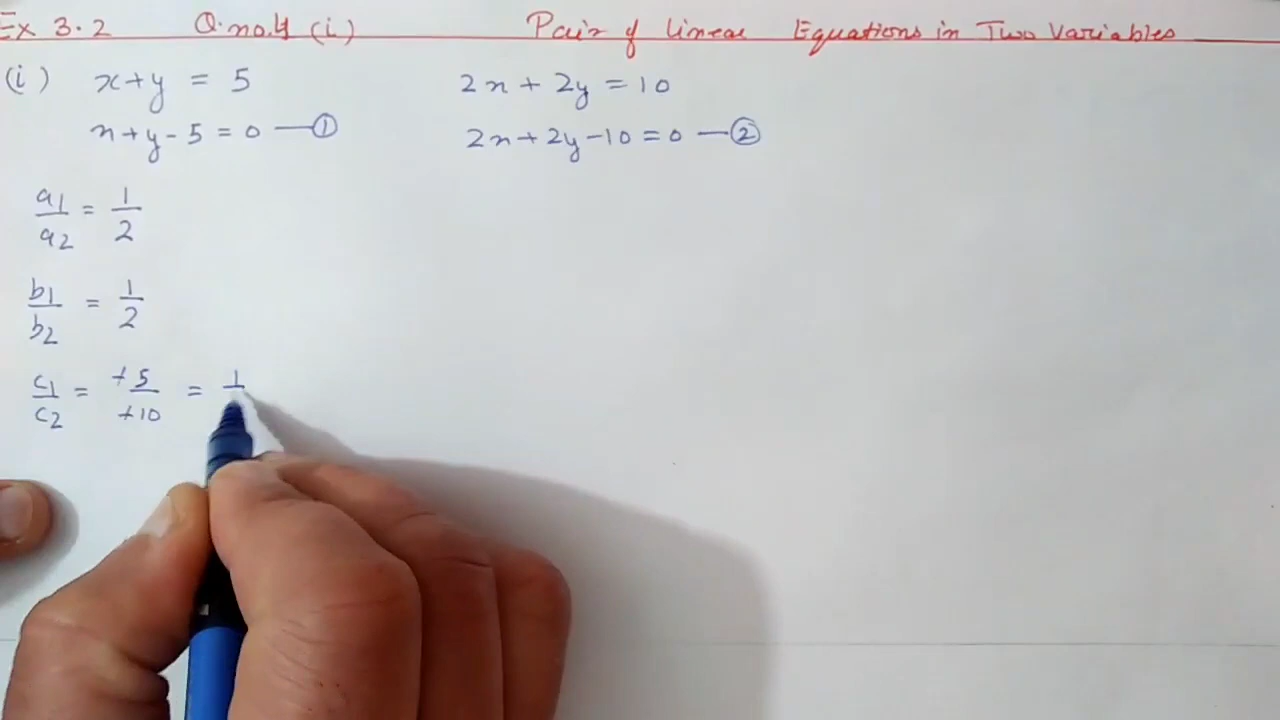 Ex 3.2 Q.no.4 (i) Pair of linear Equations in Two Variables
(i) x+y = 5 2x + 2y = 10
x+y-5=0 —① 2x+2y-10=0 —②
a1/a2 = 1/2
b1/b2 = 1/2
c1/c2 = +5/+10 = 1